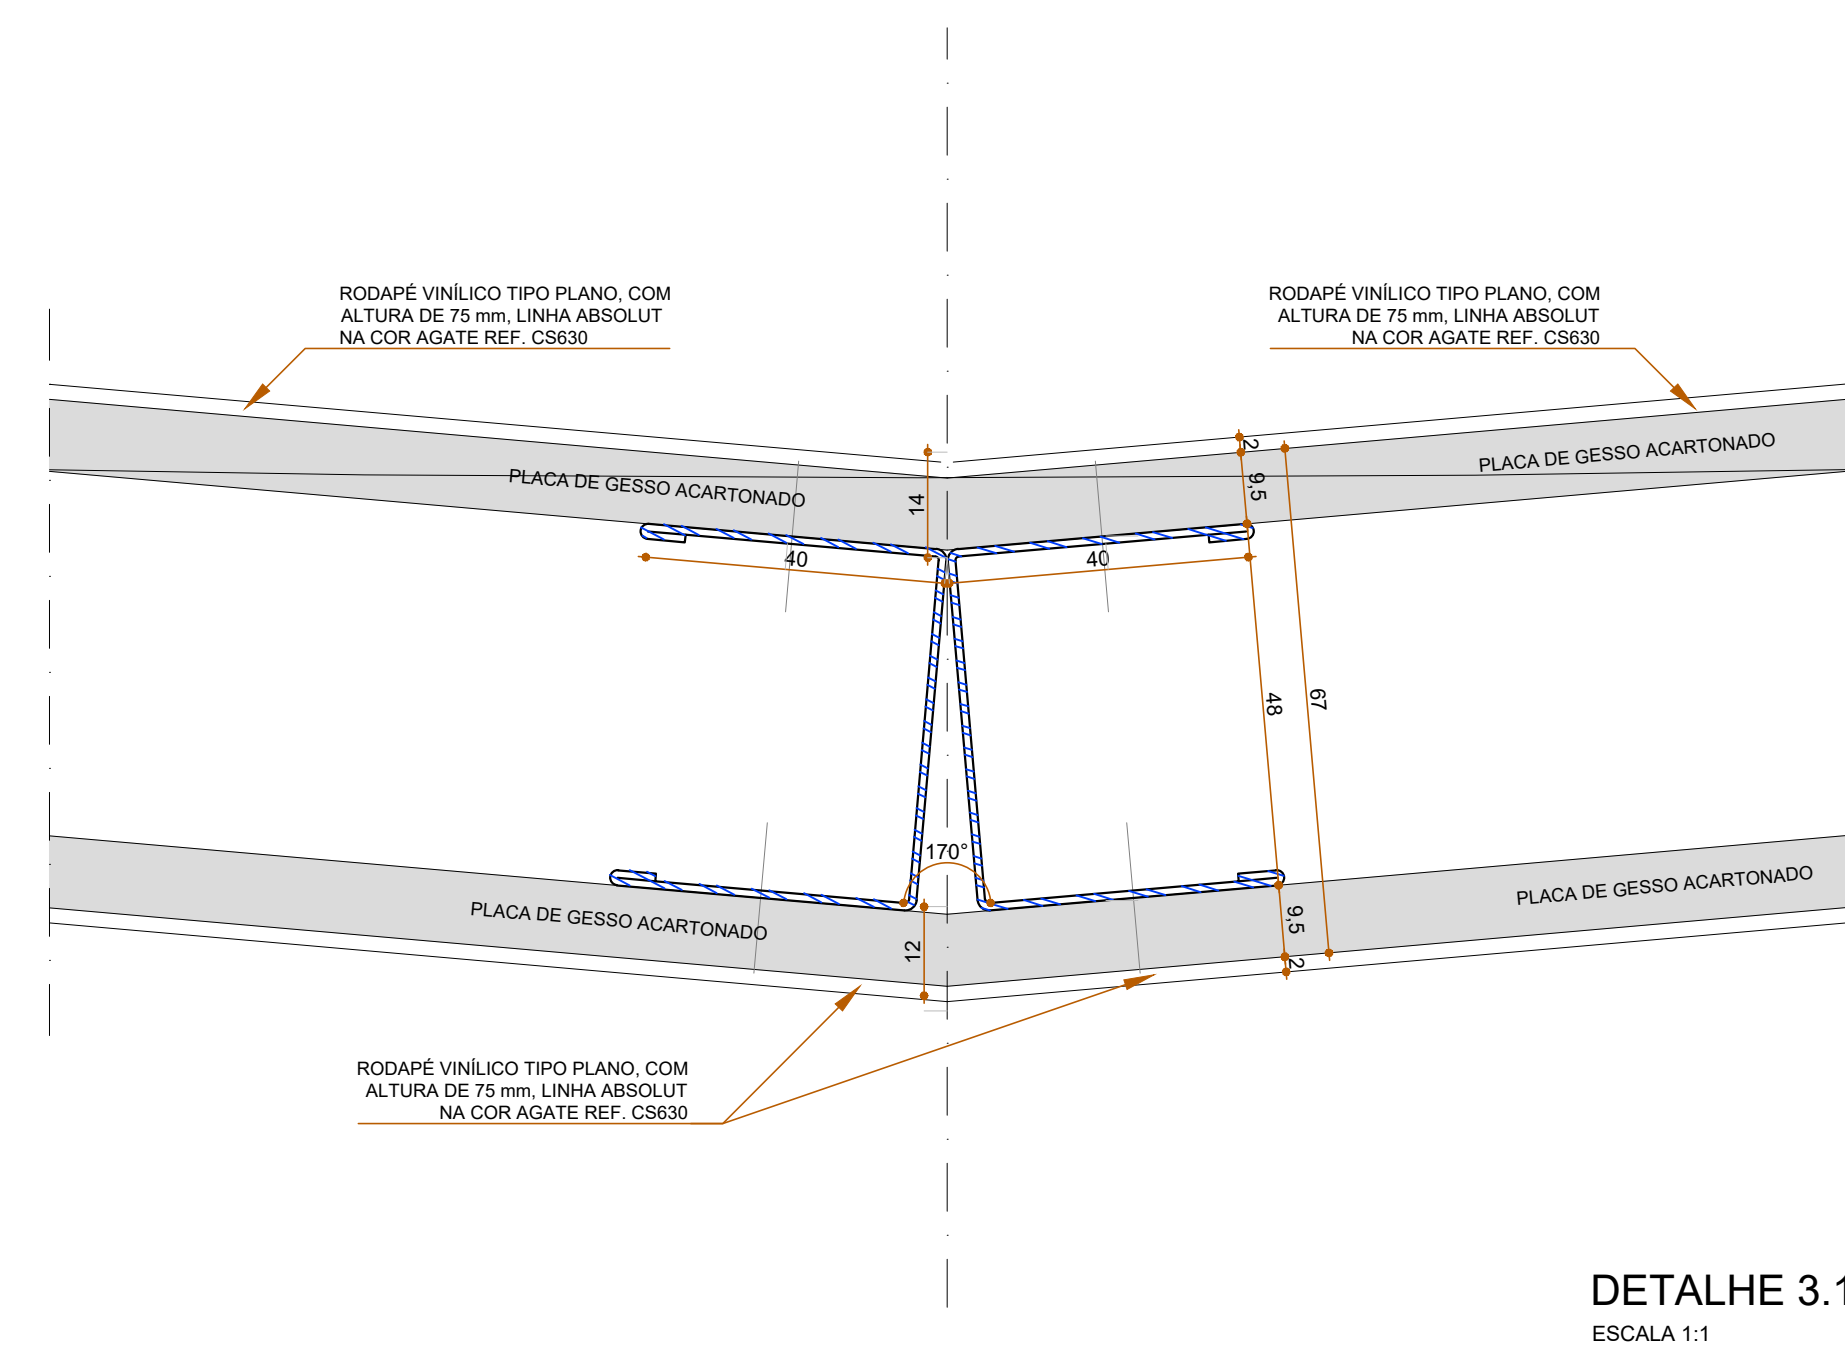 RODAPÉ VINÍLICO TIPO PLANO, COM
ALTURA DE 75 mm, LINHA ABSOLUT
NA COR AGATE REF. CS630
RODAPÉ VINÍLICO TIPO PLANO, COM
ALTURA DE 75 mm, LINHA ABSOLUT
NA COR AGATE REF. CS630
PLACA DE GESSO ACARTONADO
PLACA DE GESSO ACARTONADO
2
9,5
14
40
40
48
67
170°
PLACA DE GESSO ACARTONADO
PLACA DE GESSO ACARTONADO
12
9,5
2
RODAPÉ VINÍLICO TIPO PLANO, COM
ALTURA DE 75 mm, LINHA ABSOLUT
NA COR AGATE REF. CS630
DETALHE 3.1
ESCALA 1:1